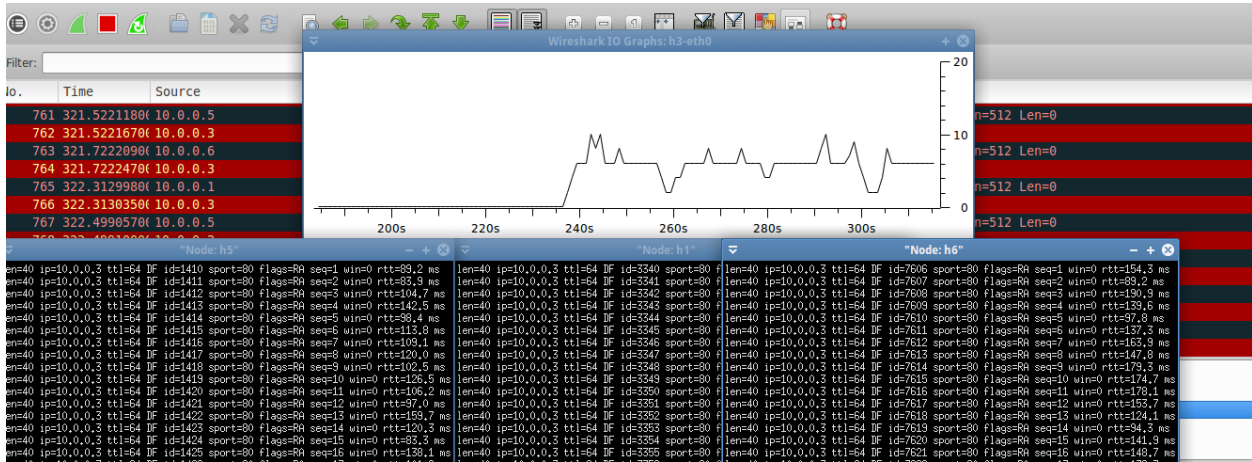 Wireshark IO Graphs: h3-eth0
Filter:
No. Time Source
761 321.52211800 10.0.0.5 n=512 Len=0
762 321.52216700 10.0.0.3
763 321.72220900 10.0.0.6 n=512 Len=0
764 321.72224700 10.0.0.3
765 322.31299800 10.0.0.1 n=512 Len=0
766 322.31303500 10.0.0.3
767 322.49905700 10.0.0.5 n=512 Len=0
20
10
0
200s 220s 240s 260s 280s 300s
"Node: h5"
en=40 ip=10.0.0.3 ttl=64 DF id=1410 sport=80 flags=RA seq=1 win=0 rtt=89.2 ms
en=40 ip=10.0.0.3 ttl=64 DF id=1411 sport=80 flags=RA seq=2 win=0 rtt=83.9 ms
en=40 ip=10.0.0.3 ttl=64 DF id=1412 sport=80 flags=RA seq=3 win=0 rtt=104.7 ms
en=40 ip=10.0.0.3 ttl=64 DF id=1413 sport=80 flags=RA seq=4 win=0 rtt=142.5 ms
en=40 ip=10.0.0.3 ttl=64 DF id=1414 sport=80 flags=RA seq=5 win=0 rtt=98.4 ms
en=40 ip=10.0.0.3 ttl=64 DF id=1415 sport=80 flags=RA seq=6 win=0 rtt=113.8 ms
en=40 ip=10.0.0.3 ttl=64 DF id=1416 sport=80 flags=RA seq=7 win=0 rtt=109.1 ms
en=40 ip=10.0.0.3 ttl=64 DF id=1417 sport=80 flags=RA seq=8 win=0 rtt=120.0 ms
en=40 ip=10.0.0.3 ttl=64 DF id=1418 sport=80 flags=RA seq=9 win=0 rtt=102.5 ms
en=40 ip=10.0.0.3 ttl=64 DF id=1419 sport=80 flags=RA seq=10 win=0 rtt=126.5 ms
en=40 ip=10.0.0.3 ttl=64 DF id=1420 sport=80 flags=RA seq=11 win=0 rtt=106.2 ms
en=40 ip=10.0.0.3 ttl=64 DF id=1421 sport=80 flags=RA seq=12 win=0 rtt=97.0 ms
en=40 ip=10.0.0.3 ttl=64 DF id=1422 sport=80 flags=RA seq=13 win=0 rtt=159.7 ms
en=40 ip=10.0.0.3 ttl=64 DF id=1423 sport=80 flags=RA seq=14 win=0 rtt=120.3 ms
en=40 ip=10.0.0.3 ttl=64 DF id=1424 sport=80 flags=RA seq=15 win=0 rtt=83.3 ms
en=40 ip=10.0.0.3 ttl=64 DF id=1425 sport=80 flags=RA seq=16 win=0 rtt=138.1 ms
"Node: h1"
len=40 ip=10.0.0.3 ttl=64 DF id=3340 sport=80 f
len=40 ip=10.0.0.3 ttl=64 DF id=3341 sport=80 f
len=40 ip=10.0.0.3 ttl=64 DF id=3342 sport=80 f
len=40 ip=10.0.0.3 ttl=64 DF id=3343 sport=80 f
len=40 ip=10.0.0.3 ttl=64 DF id=3344 sport=80 f
len=40 ip=10.0.0.3 ttl=64 DF id=3345 sport=80 f
len=40 ip=10.0.0.3 ttl=64 DF id=3346 sport=80 f
len=40 ip=10.0.0.3 ttl=64 DF id=3347 sport=80 f
len=40 ip=10.0.0.3 ttl=64 DF id=3348 sport=80 f
len=40 ip=10.0.0.3 ttl=64 DF id=3349 sport=80 f
len=40 ip=10.0.0.3 ttl=64 DF id=3350 sport=80 f
len=40 ip=10.0.0.3 ttl=64 DF id=3351 sport=80 f
len=40 ip=10.0.0.3 ttl=64 DF id=3352 sport=80 f
len=40 ip=10.0.0.3 ttl=64 DF id=3353 sport=80 f
len=40 ip=10.0.0.3 ttl=64 DF id=3354 sport=80 f
len=40 ip=10.0.0.3 ttl=64 DF id=3355 sport=80 f
"Node: h6"
len=40 ip=10.0.0.3 ttl=64 DF id=7606 sport=80 flags=RA seq=1 win=0 rtt=154.3 ms
len=40 ip=10.0.0.3 ttl=64 DF id=7607 sport=80 flags=RA seq=2 win=0 rtt=89.2 ms
len=40 ip=10.0.0.3 ttl=64 DF id=7608 sport=80 flags=RA seq=3 win=0 rtt=190.9 ms
len=40 ip=10.0.0.3 ttl=64 DF id=7609 sport=80 flags=RA seq=4 win=0 rtt=139.6 ms
len=40 ip=10.0.0.3 ttl=64 DF id=7610 sport=80 flags=RA seq=5 win=0 rtt=97.8 ms
len=40 ip=10.0.0.3 ttl=64 DF id=7611 sport=80 flags=RA seq=6 win=0 rtt=137.3 ms
len=40 ip=10.0.0.3 ttl=64 DF id=7612 sport=80 flags=RA seq=7 win=0 rtt=163.9 ms
len=40 ip=10.0.0.3 ttl=64 DF id=7613 sport=80 flags=RA seq=8 win=0 rtt=147.8 ms
len=40 ip=10.0.0.3 ttl=64 DF id=7614 sport=80 flags=RA seq=9 win=0 rtt=179.3 ms
len=40 ip=10.0.0.3 ttl=64 DF id=7615 sport=80 flags=RA seq=10 win=0 rtt=174.7 ms
len=40 ip=10.0.0.3 ttl=64 DF id=7616 sport=80 flags=RA seq=11 win=0 rtt=178.1 ms
len=40 ip=10.0.0.3 ttl=64 DF id=7617 sport=80 flags=RA seq=12 win=0 rtt=153.7 ms
len=40 ip=10.0.0.3 ttl=64 DF id=7618 sport=80 flags=RA seq=13 win=0 rtt=124.1 ms
len=40 ip=10.0.0.3 ttl=64 DF id=7619 sport=80 flags=RA seq=14 win=0 rtt=94.3 ms
len=40 ip=10.0.0.3 ttl=64 DF id=7620 sport=80 flags=RA seq=15 win=0 rtt=141.9 ms
len=40 ip=10.0.0.3 ttl=64 DF id=7621 sport=80 flags=RA seq=16 win=0 rtt=148.7 ms